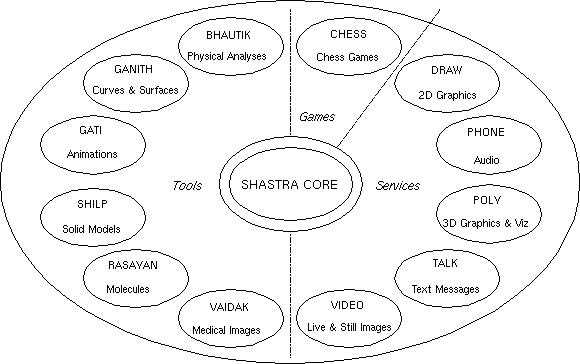 BHAUTIK
Physical Analyses
CHESS
Chess Games
GANITH
Curves & Surfaces
DRAW
2D Graphics
Games
GATI
Animations
PHONE
Audio
Tools
SHASTRA CORE
Services
SHILP
Solid Models
POLY
3D Graphics & Viz
RASAYAN
Molecules
TALK
Text Messages
VAIDAK
Medical Images
VIDEO
Live & Still Images